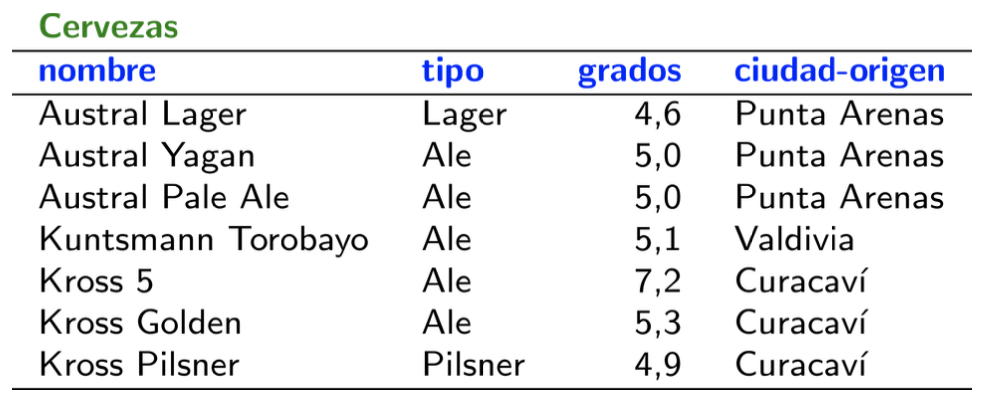 Cervezas
nombre tipo grados ciudad-origen
Austral Lager Lager 4,6 Punta Arenas
Austral Yagan Ale 5,0 Punta Arenas
Austral Pale Ale Ale 5,0 Punta Arenas
Kuntsmann Torobayo Ale 5,1 Valdivia
Kross 5 Ale 7,2 Curacaví
Kross Golden Ale 5,3 Curacaví
Kross Pilsner Pilsner 4,9 Curacaví